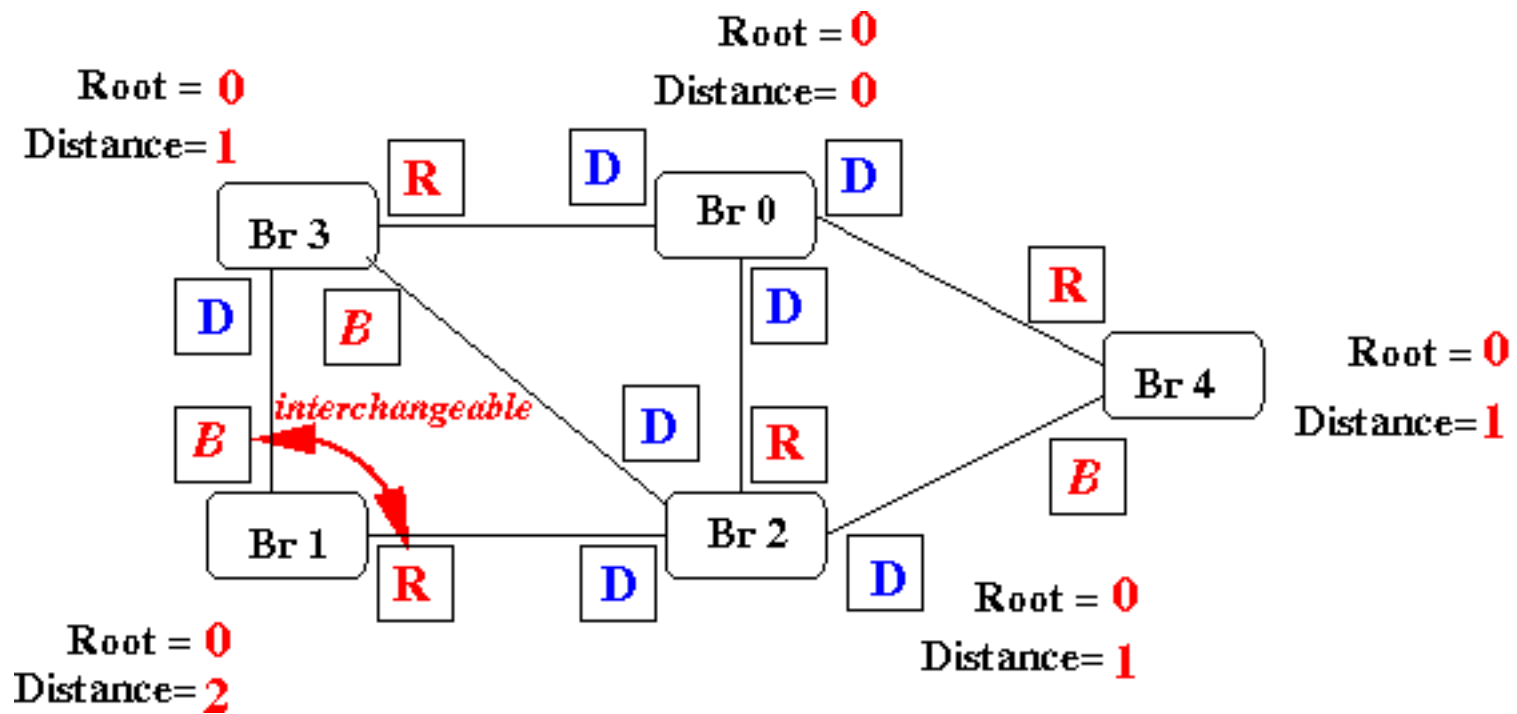 Root = 0
Distance= 0
Root = 0
Distance= 1
R
D
D
Br 3
Br 0
D
B
D
R
Root = 0
Distance= 1
Br 4
interchangeable
B
D
R
B
Br 1
Br 2
R
D
D
Root = 0
Distance= 1
Root = 0
Distance= 2